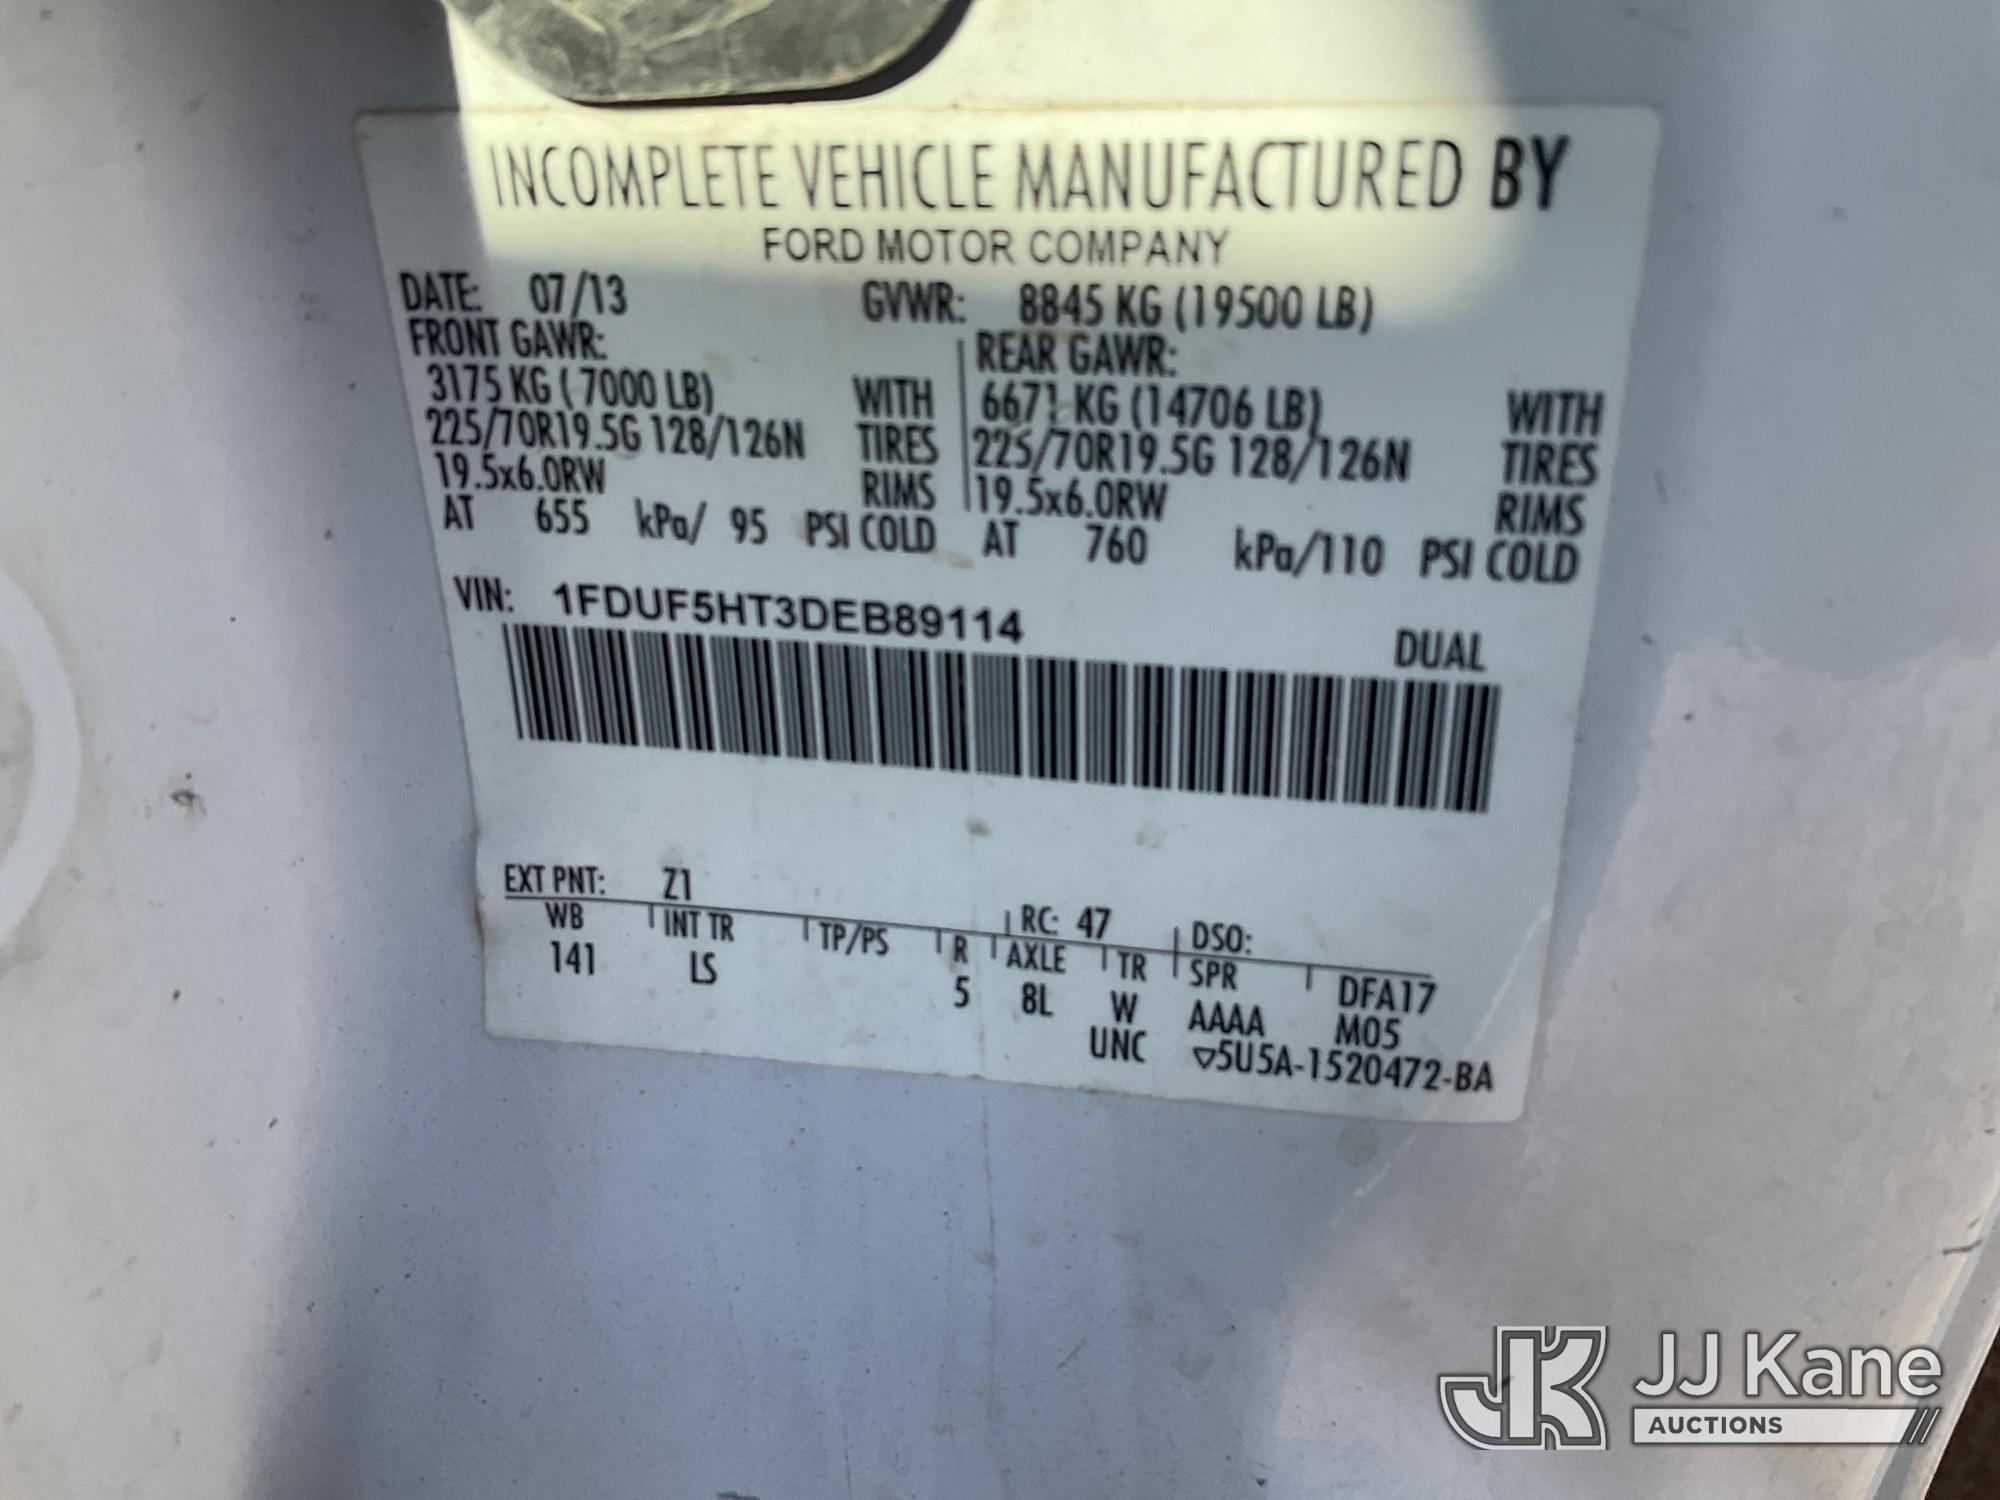 INCOMPLETE VEHICLE MANUFACTURED BY
FORD MOTOR COMPANY
DATE: 07/13 GVWR: 8845 KG (19500 LB)
FRONT GAWR: REAR GAWR:
3175 KG ( 7000 LB) WITH 6671 KG (14706 LB) WITH
225/70R19.5G 128/126N TIRES 225/70R19.5G 128/126N TIRES
19.5x6.0RW RIMS 19.5x6.0RW RIMS
AT 655 kPa/ 95 PSI COLD AT 760 kPa/110 PSI COLD
VIN: 1FDUF5HT3DEB89114
DUAL
EXT PNT: Z1 RC: 47 DSO:
WB INT TR TP/PS R AXLE TR SPR DFA17
141 LS 5 8L W AAAA M05
UNC ▽5U5A-1520472-BA
JK JJ Kane
AUCTIONS